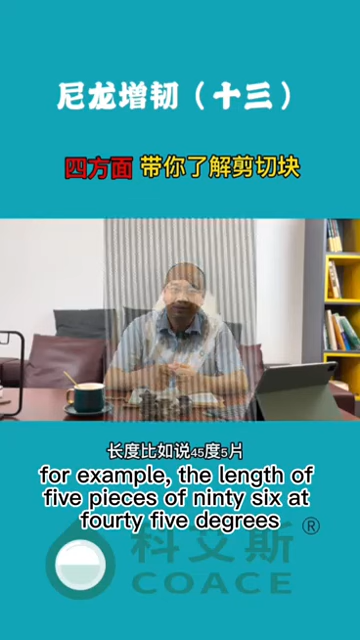 尼龙增韧（十三）
四方面 带你了解剪切块
长度比如说45度5片
for example, the length of
five pieces of ninty six at
fourty five degrees
®
科艾斯
COACE